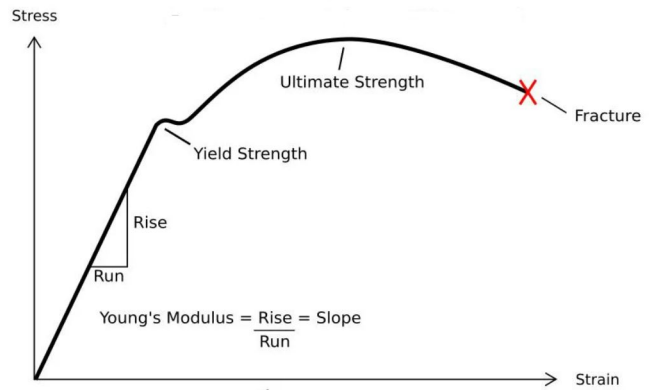 Stress
Ultimate Strength
Fracture
Yield Strength
Rise
Run
Young's Modulus = Rise = Slope
Run
Strain